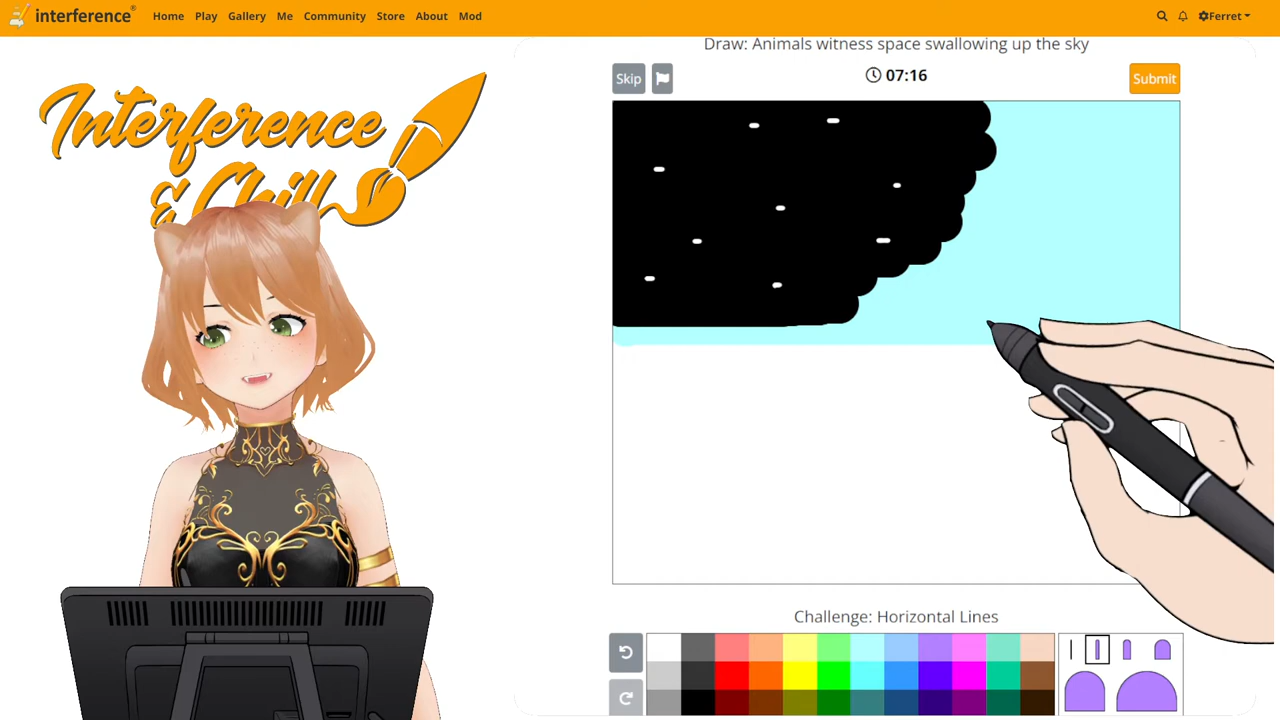 interference®
Home Play Gallery Me Community Store About Mod
Ferret
Interference
& Chill
Draw: Animals witness space swallowing up the sky
Skip
07:16
Submit
Challenge: Horizontal Lines